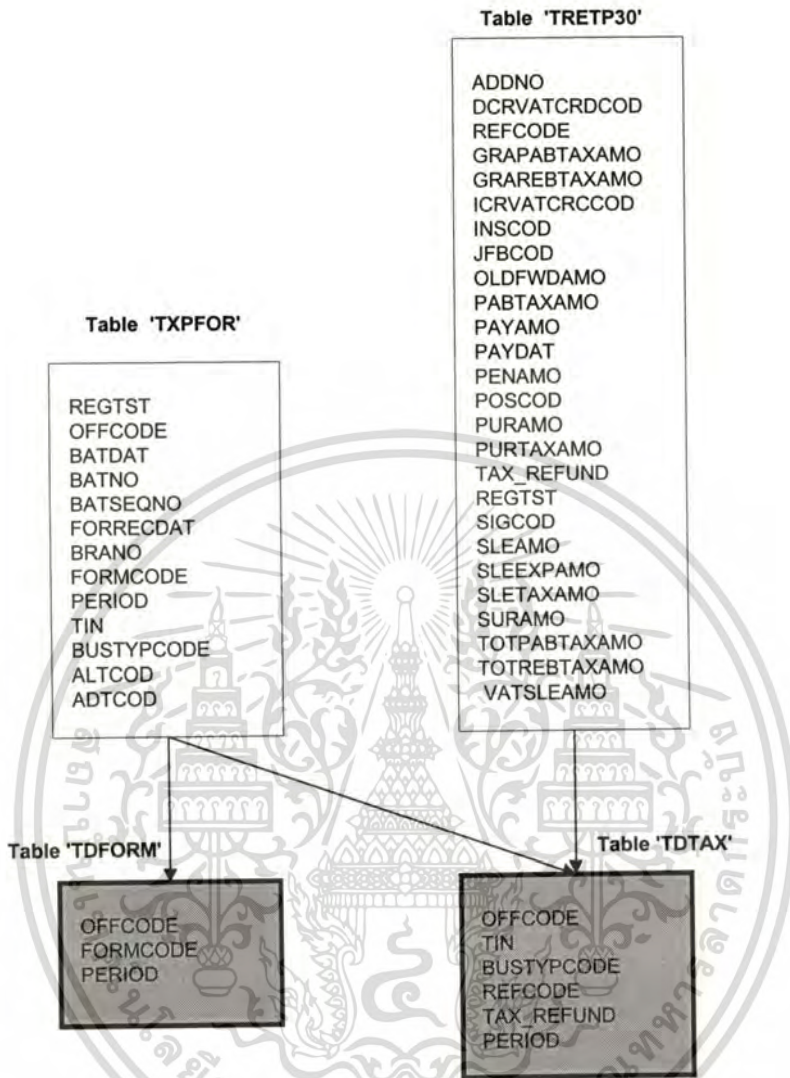 Table 'TRETP30'
ADDNO
DCRVATCRDCOD
REFCODE
GRAPABTAXAMO
GRAREBTAXAMO
ICRVATCRCCOD
INSCOD
JFBCOD
OLDFWDAMO
PABTAXAMO
PAYAMO
PAYDAT
PENAMO
POSCOD
PURAMO
PURTAXAMO
TAX_REFUND
REGTST
SIGCOD
SLEAMO
SLEEXPAMO
SLETAXAMO
SURAMO
TOTPABTAXAMO
TOTREBTAXAMO
VATSLEAMO
Table 'TXPFOR'
REGTST
OFFCODE
BATDAT
BATNO
BATSEQNO
FORRECDAT
BRANO
FORMCODE
PERIOD
TIN
BUSTYPCODE
ALTCOD
ADTCOD
Table 'TDFORM'
OFFCODE
FORMCODE
PERIOD
Table 'TDTAX'
OFFCODE
TIN
BUSTYPCODE
REFCODE
TAX_REFUND
PERIOD